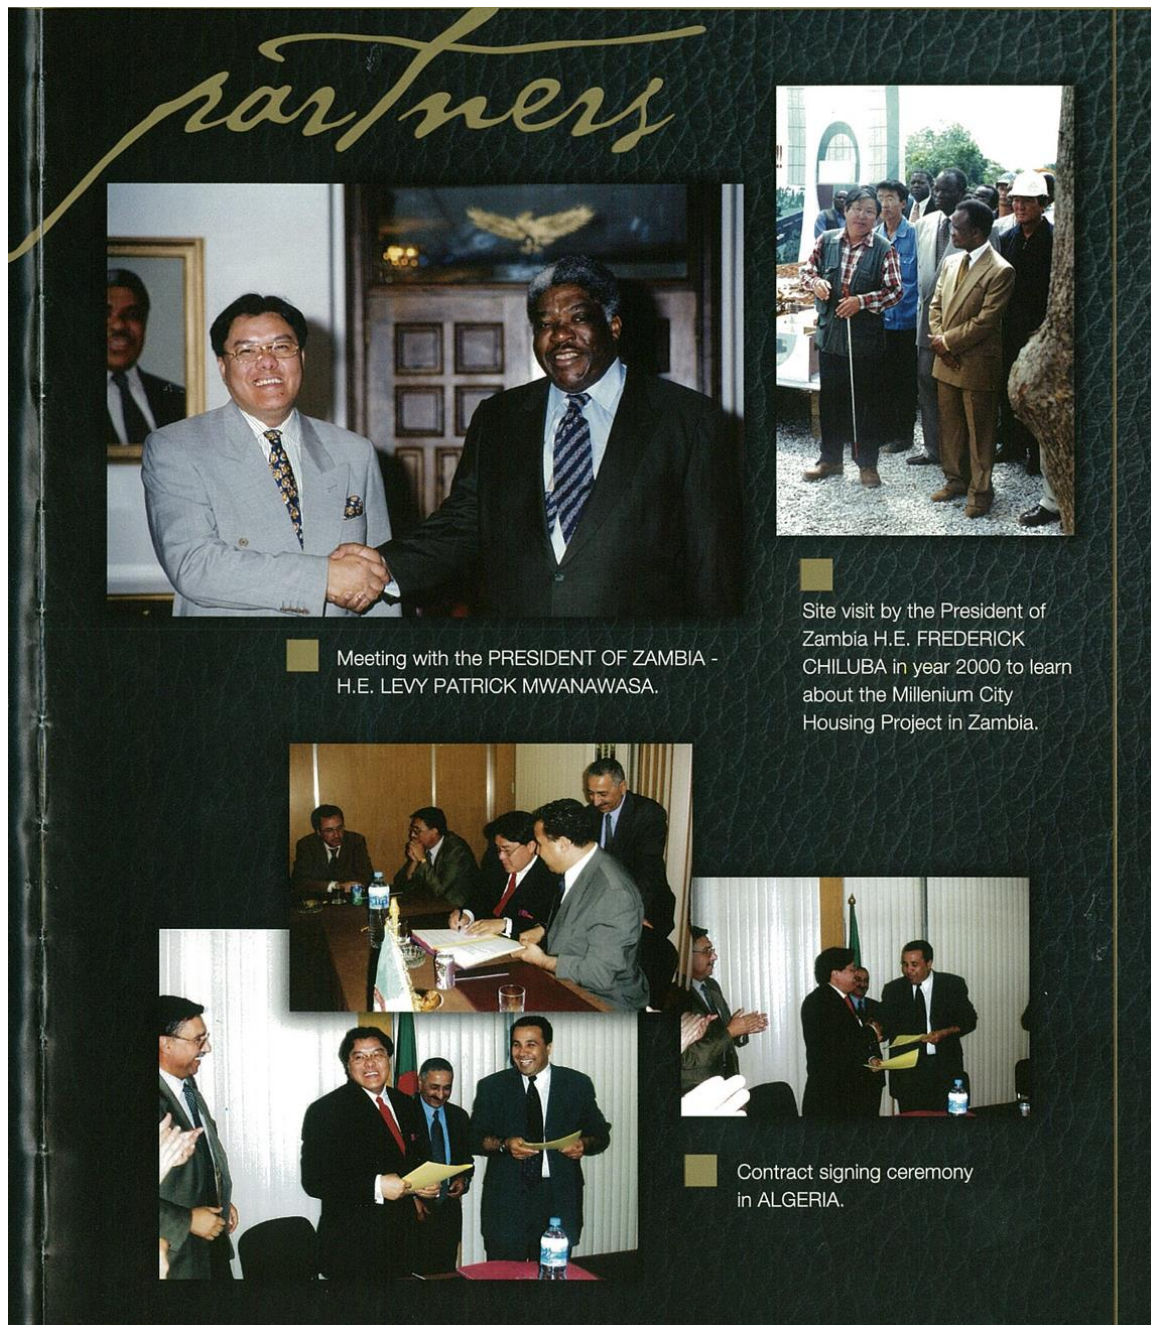 partners
Meeting with the PRESIDENT OF ZAMBIA -
H.E. LEVY PATRICK MWANAWASA.
Site visit by the President of
Zambia H.E. FREDERICK
CHILUBA in year 2000 to learn
about the Millenium City
Housing Project in Zambia.
Contract signing ceremony
in ALGERIA.